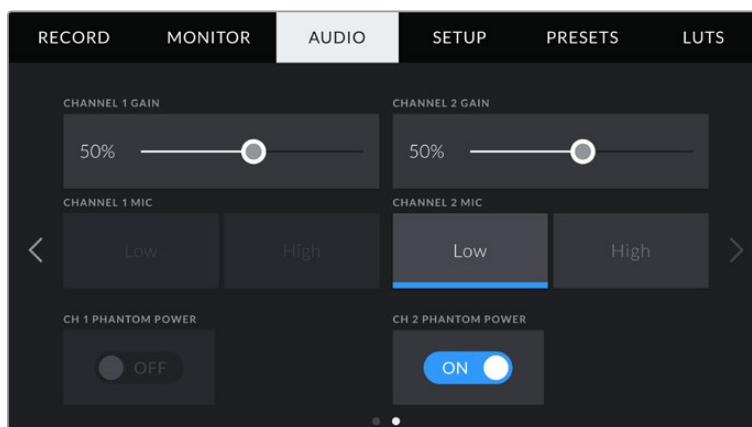 RECORD MONITOR AUDIO SETUP PRESETS LUTS
CHANNEL 1 GAIN CHANNEL 2 GAIN
50% 50%
CHANNEL 1 MIC CHANNEL 2 MIC
Low High Low High
CH 1 PHANTOM POWER CH 2 PHANTOM POWER
OFF ON